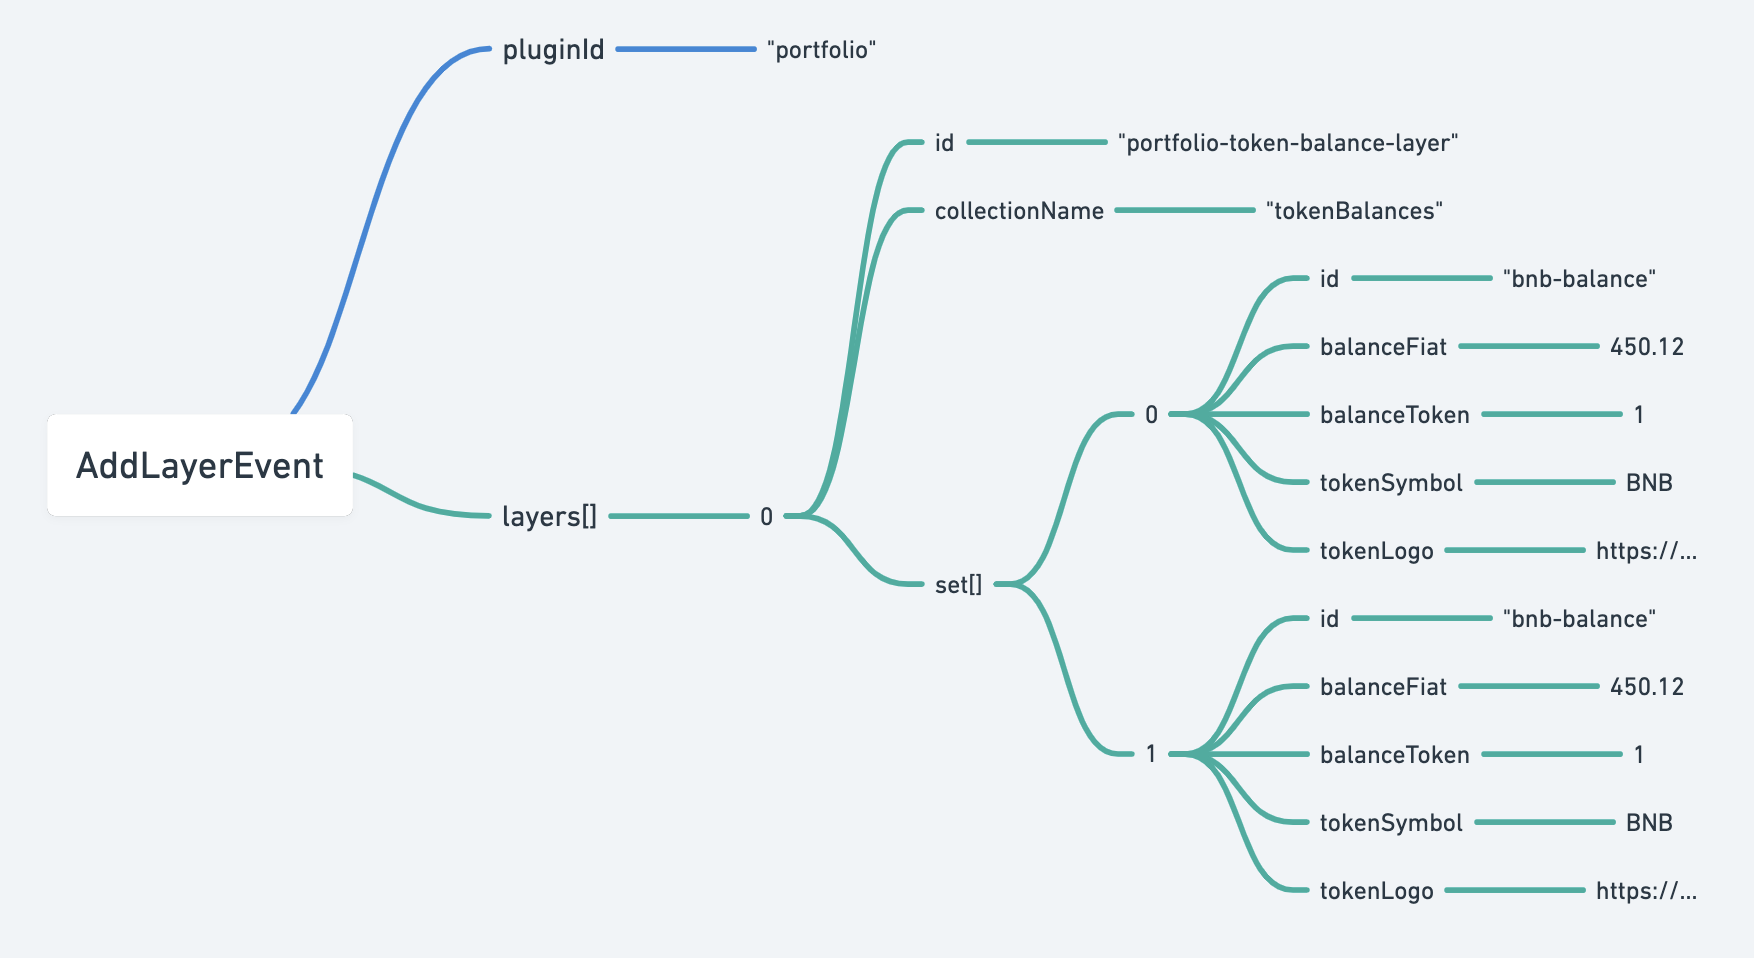 pluginId "portfolio"
id "portfolio-token-balance-layer"
collectionName "tokenBalances"
id "bnb-balance"
balanceFiat 450.12
0 balanceToken 1
AddLayerEvent
tokenSymbol BNB
layers[] 0
tokenLogo https://...
set[]
id "bnb-balance"
balanceFiat 450.12
1 balanceToken 1
tokenSymbol BNB
tokenLogo https://...